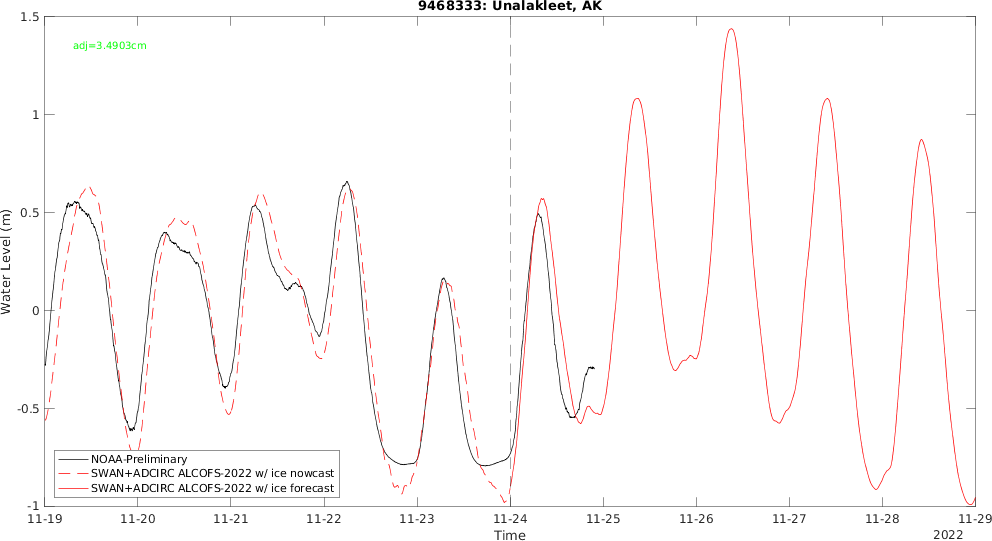 9468333: Unalakleet, AK
adj=3.4903cm
1.5
1
0.5
0
-0.5
-1
Water Level (m)
NOAA-Preliminary
SWAN+ADCIRC ALCOFS-2022 w/ ice nowcast
SWAN+ADCIRC ALCOFS-2022 w/ ice forecast
11-19 11-20 11-21 11-22 11-23 11-24 11-25 11-26 11-27 11-28 11-29
Time
2022